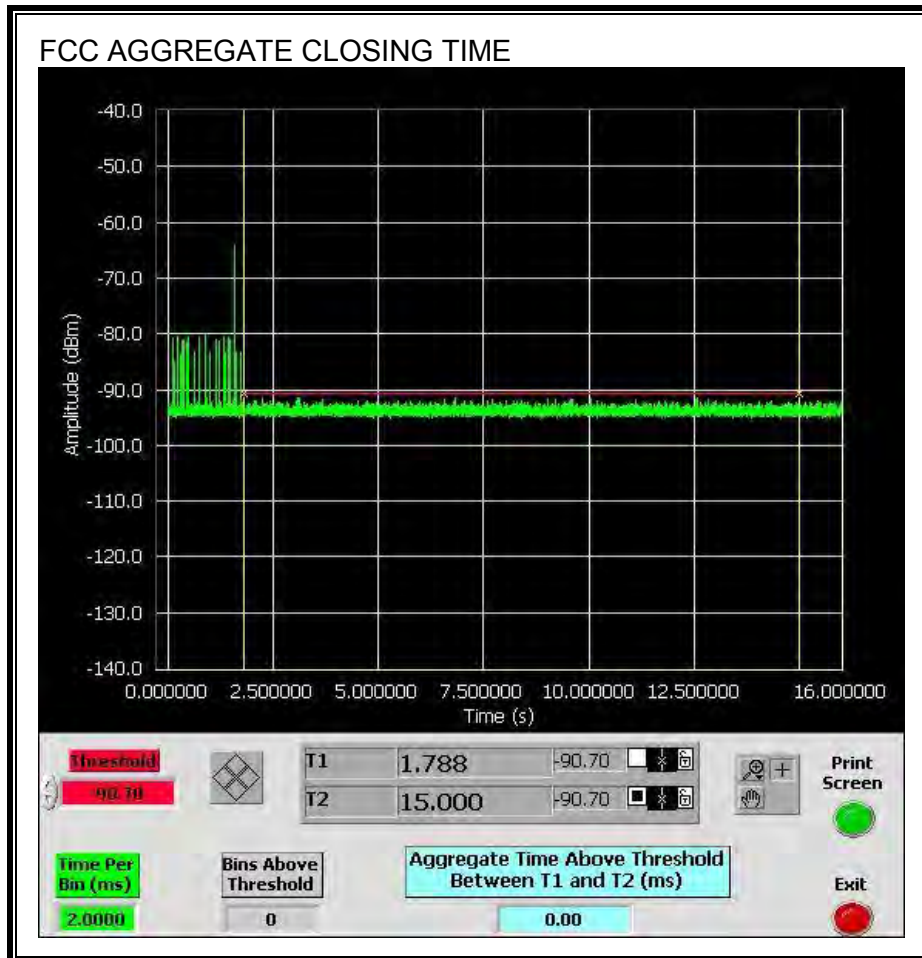 FCC AGGREGATE CLOSING TIME
-40.0
-50.0
-60.0
-70.0
-80.0
-90.0
-100.0
-110.0
-120.0
-130.0
-140.0
Amplitude (dBm)
0.000000 2.500000 5.000000 7.500000 10.000000 12.500000 16.000000
Time (s)
Threshold
-90.70
T1 1.788 -90.70
T2 15.000 -90.70
Print
Screen
Time Per
Bin (ms)
2.0000
Bins Above
Threshold
0
Aggregate Time Above Threshold
Between T1 and T2 (ms)
0.00
Exit